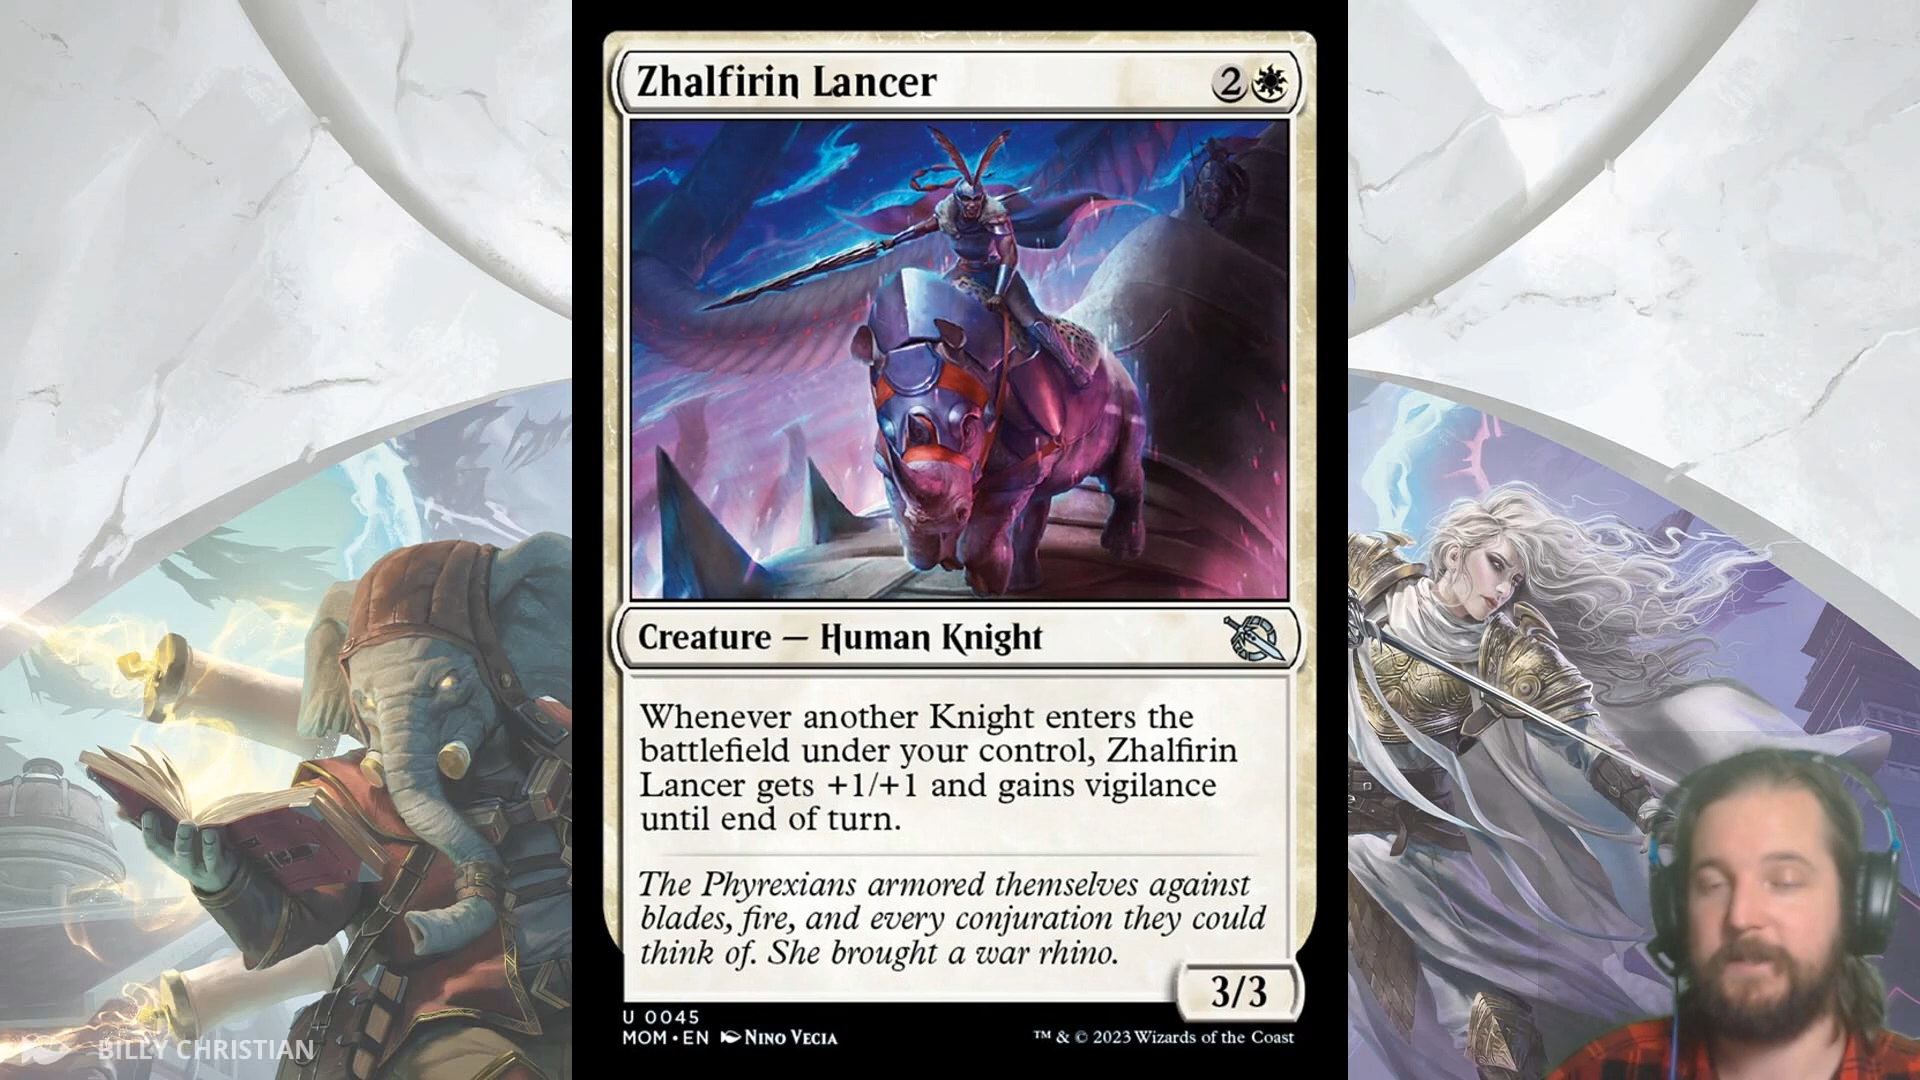 Zhalfirin Lancer
2
Creature — Human Knight
Whenever another Knight enters the
battlefield under your control, Zhalfirin
Lancer gets +1/+1 and gains vigilance
until end of turn.
The Phyrexians armored themselves against
blades, fire, and every conjuration they could
think of. She brought a war rhino.
3/3
U 0045
MOM • EN Nino Vecia
™ & © 2023 Wizards of the Coast
BILLY CHRISTIAN